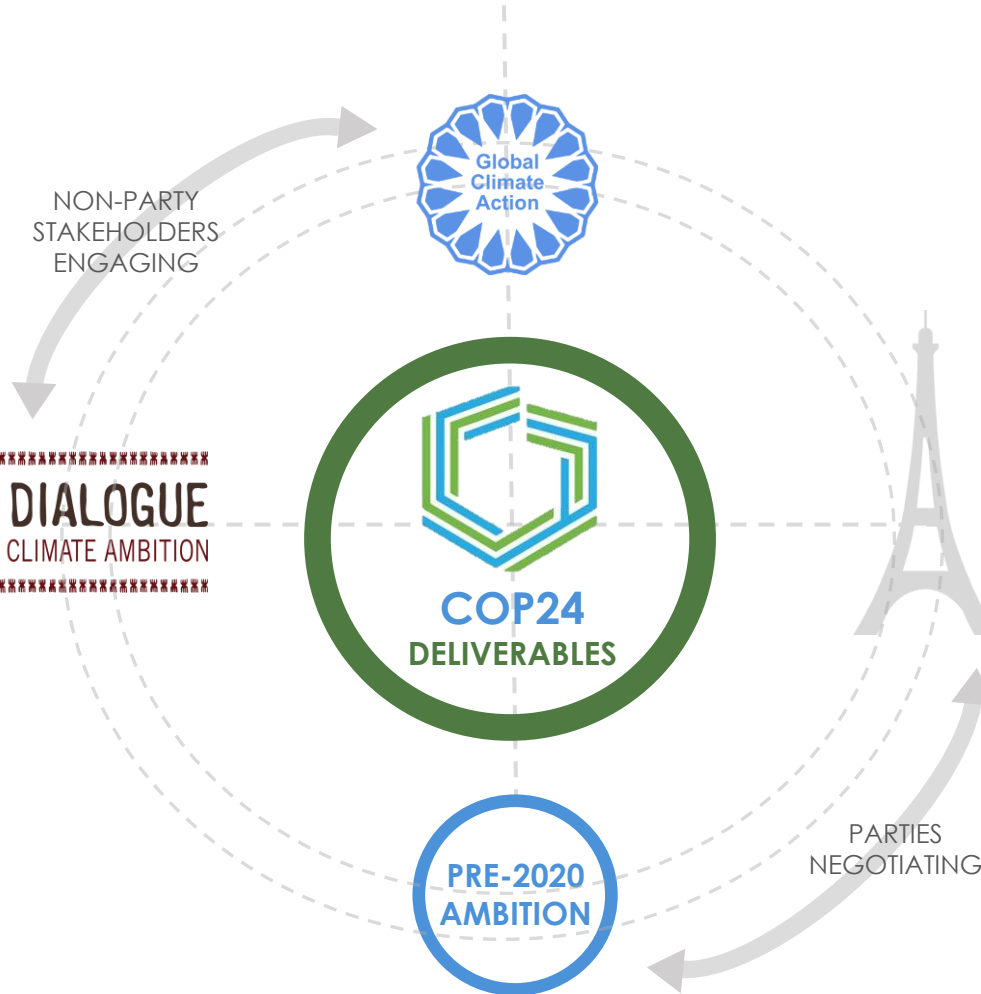 Global
Climate
Action
NON-PARTY
STAKEHOLDERS
ENGAGING
DIALOGUE
CLIMATE AMBITION
COP24
DELIVERABLES
PRE-2020
AMBITION
PARTIES
NEGOTIATING